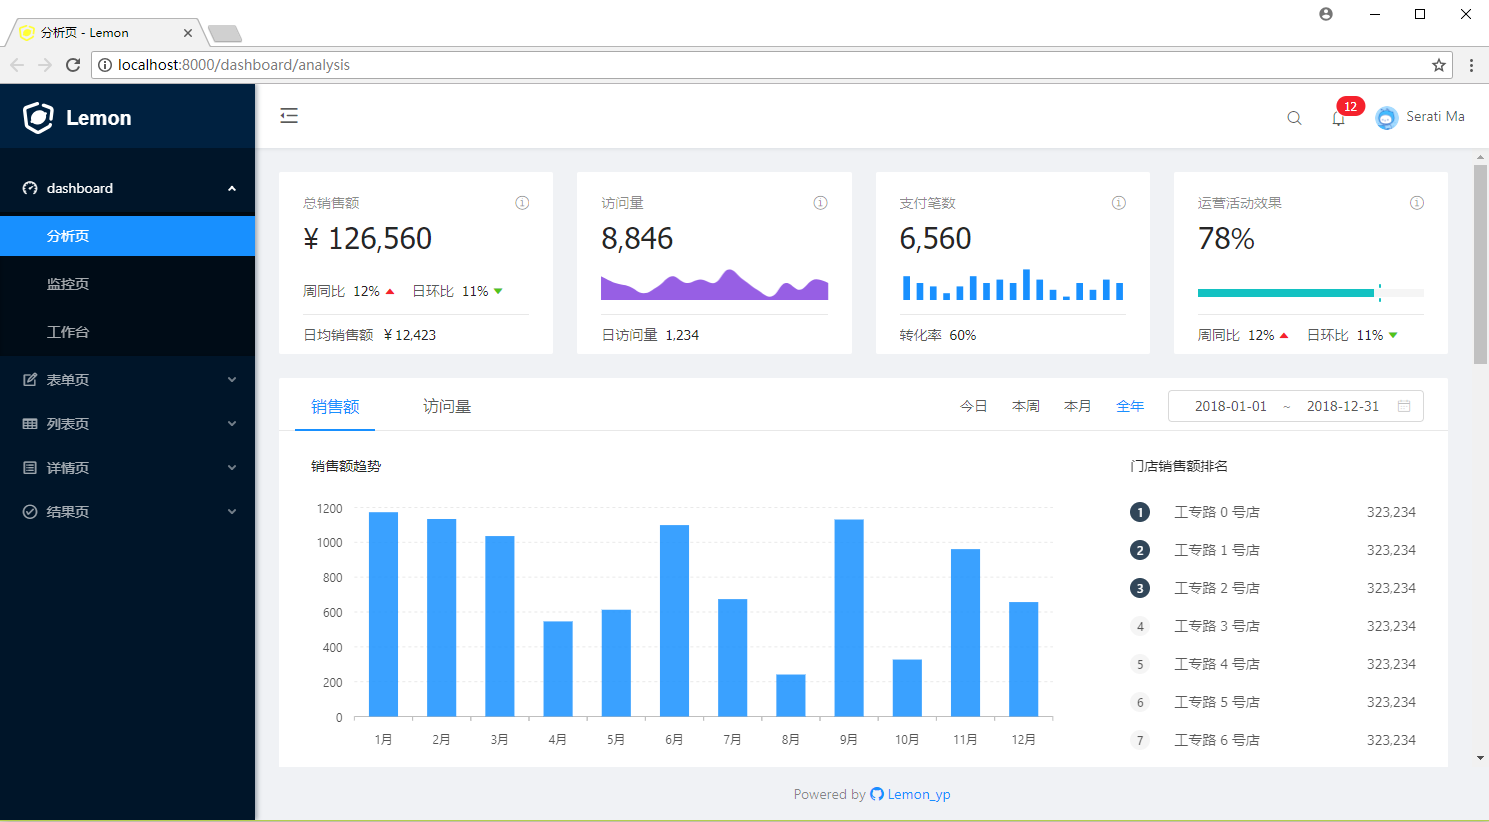 分析页 - Lemon
localhost:8000/dashboard/analysis
Lemon
12
Serati Ma
dashboard
分析页
监控页
工作台
表单页
列表页
详情页
结果页
总销售额
¥ 126,560
周同比 12% 日环比 11%
日均销售额 ¥ 12,423
访问量
8,846
日访问量 1,234
支付笔数
6,560
转化率 60%
运营活动效果
78%
周同比 12% 日环比 11%
销售额 访问量
今日 本周 本月 全年 2018-01-01 ~ 2018-12-31
销售额趋势
1200
1000
800
600
400
200
0
1月 2月 3月 4月 5月 6月 7月 8月 9月 10月 11月 12月
门店销售额排名
1 工专路 0 号店 323,234
2 工专路 1 号店 323,234
3 工专路 2 号店 323,234
4 工专路 3 号店 323,234
5 工专路 4 号店 323,234
6 工专路 5 号店 323,234
7 工专路 6 号店 323,234
Powered by Lemon_yp